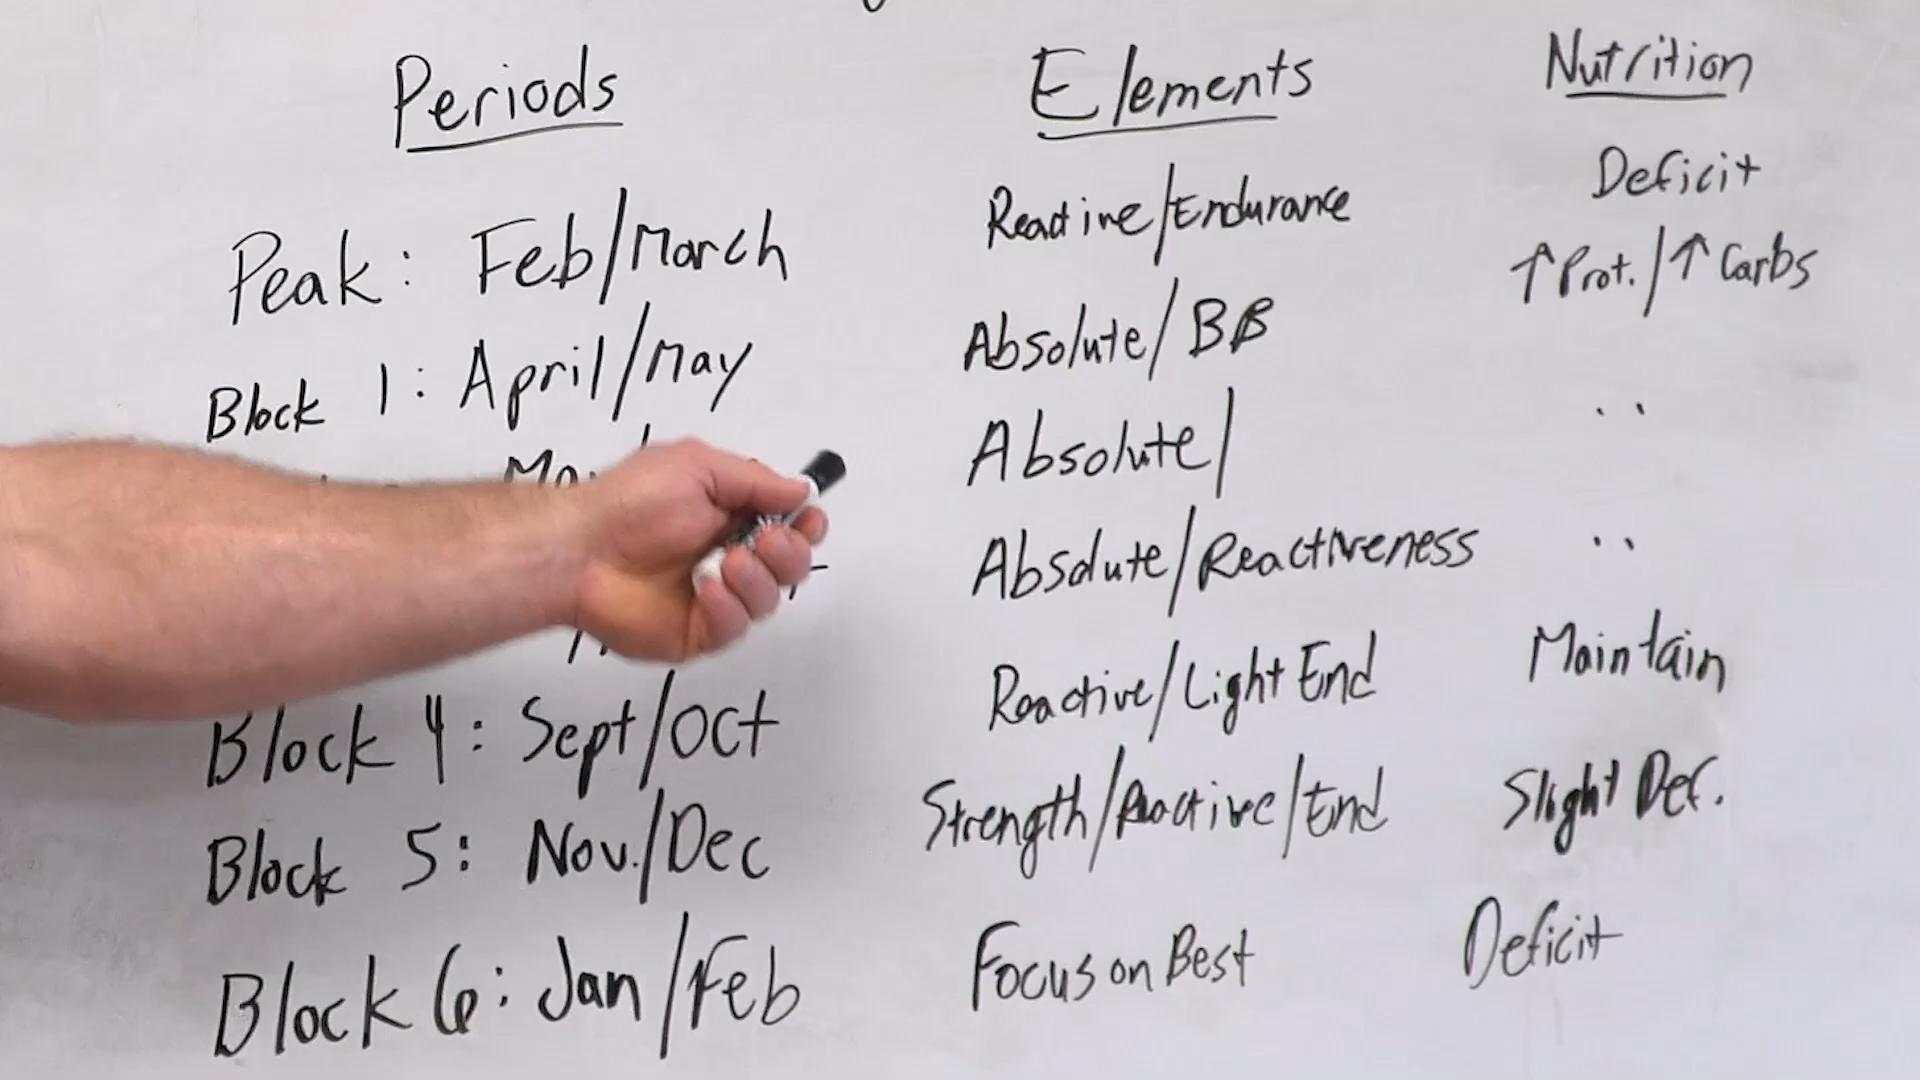 Periods Elements Nutrition
Peak: Feb/March Reactive/Endurance Deficit
Block 1: April/May Absolute/BB ↑Prot./↑Carbs
Absolute/ ··
Absolute/Reactiveness ··
Block 4: Sept/Oct Reactive/Light End Maintain
Block 5: Nov./Dec Strength/Reactive/End Slight Def.
Block 6: Jan/Feb Focus on Best Deficit